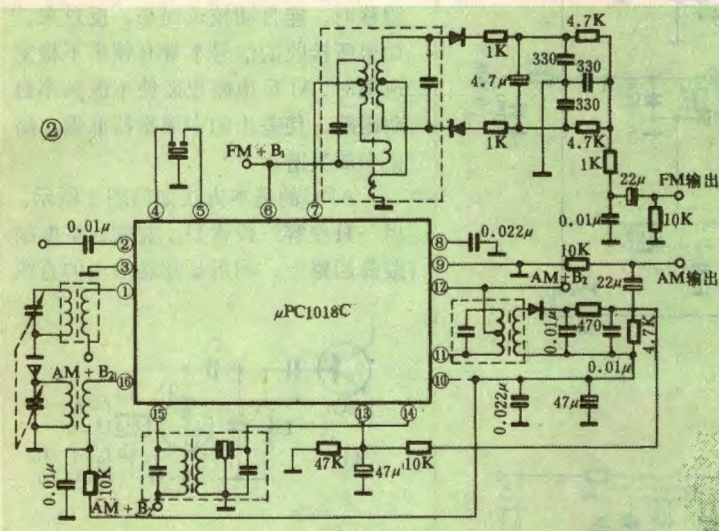 ②
4.7K
1K
330
330
4.7μ
330
1K
4.7K
1K
FM + B₁
22μ
FM输出
0.01μ
10K
④ ⑤ ⑥ ⑦
0.01μ
②
③
①
⑧
0.022μ
⑨
10K
AM输出
⑫
AM+B₂
22μ
μPC1018C
0.01μ
470
4.7K
⑪
0.01μ
AM + B₂
⑯
⑩
⑮ ⑬ ⑭
0.022μ
47μ
47K
10K
47μ
0.01μ
10K
AM + B₂